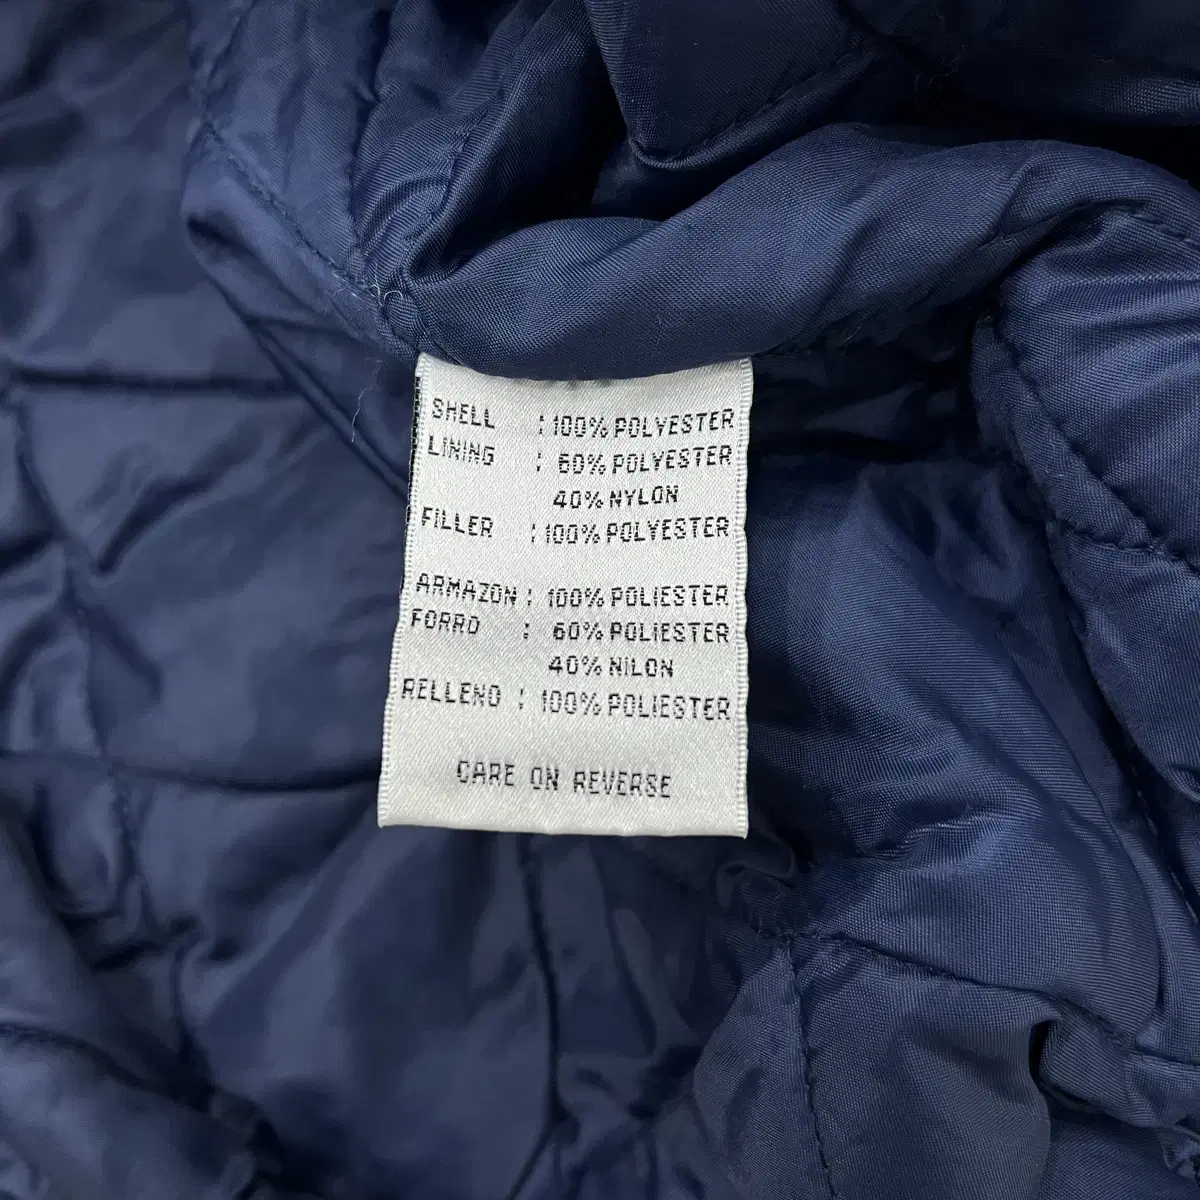 SHELL : 100% POLYESTER
LINING : 60% POLYESTER
40% NYLON
FILLER : 100% POLYESTER
ARMAZON : 100% POLIESTER
FORRO : 60% POLIESTER
40% NILON
RELLENO : 100% POLIESTER
CARE ON REVERSE